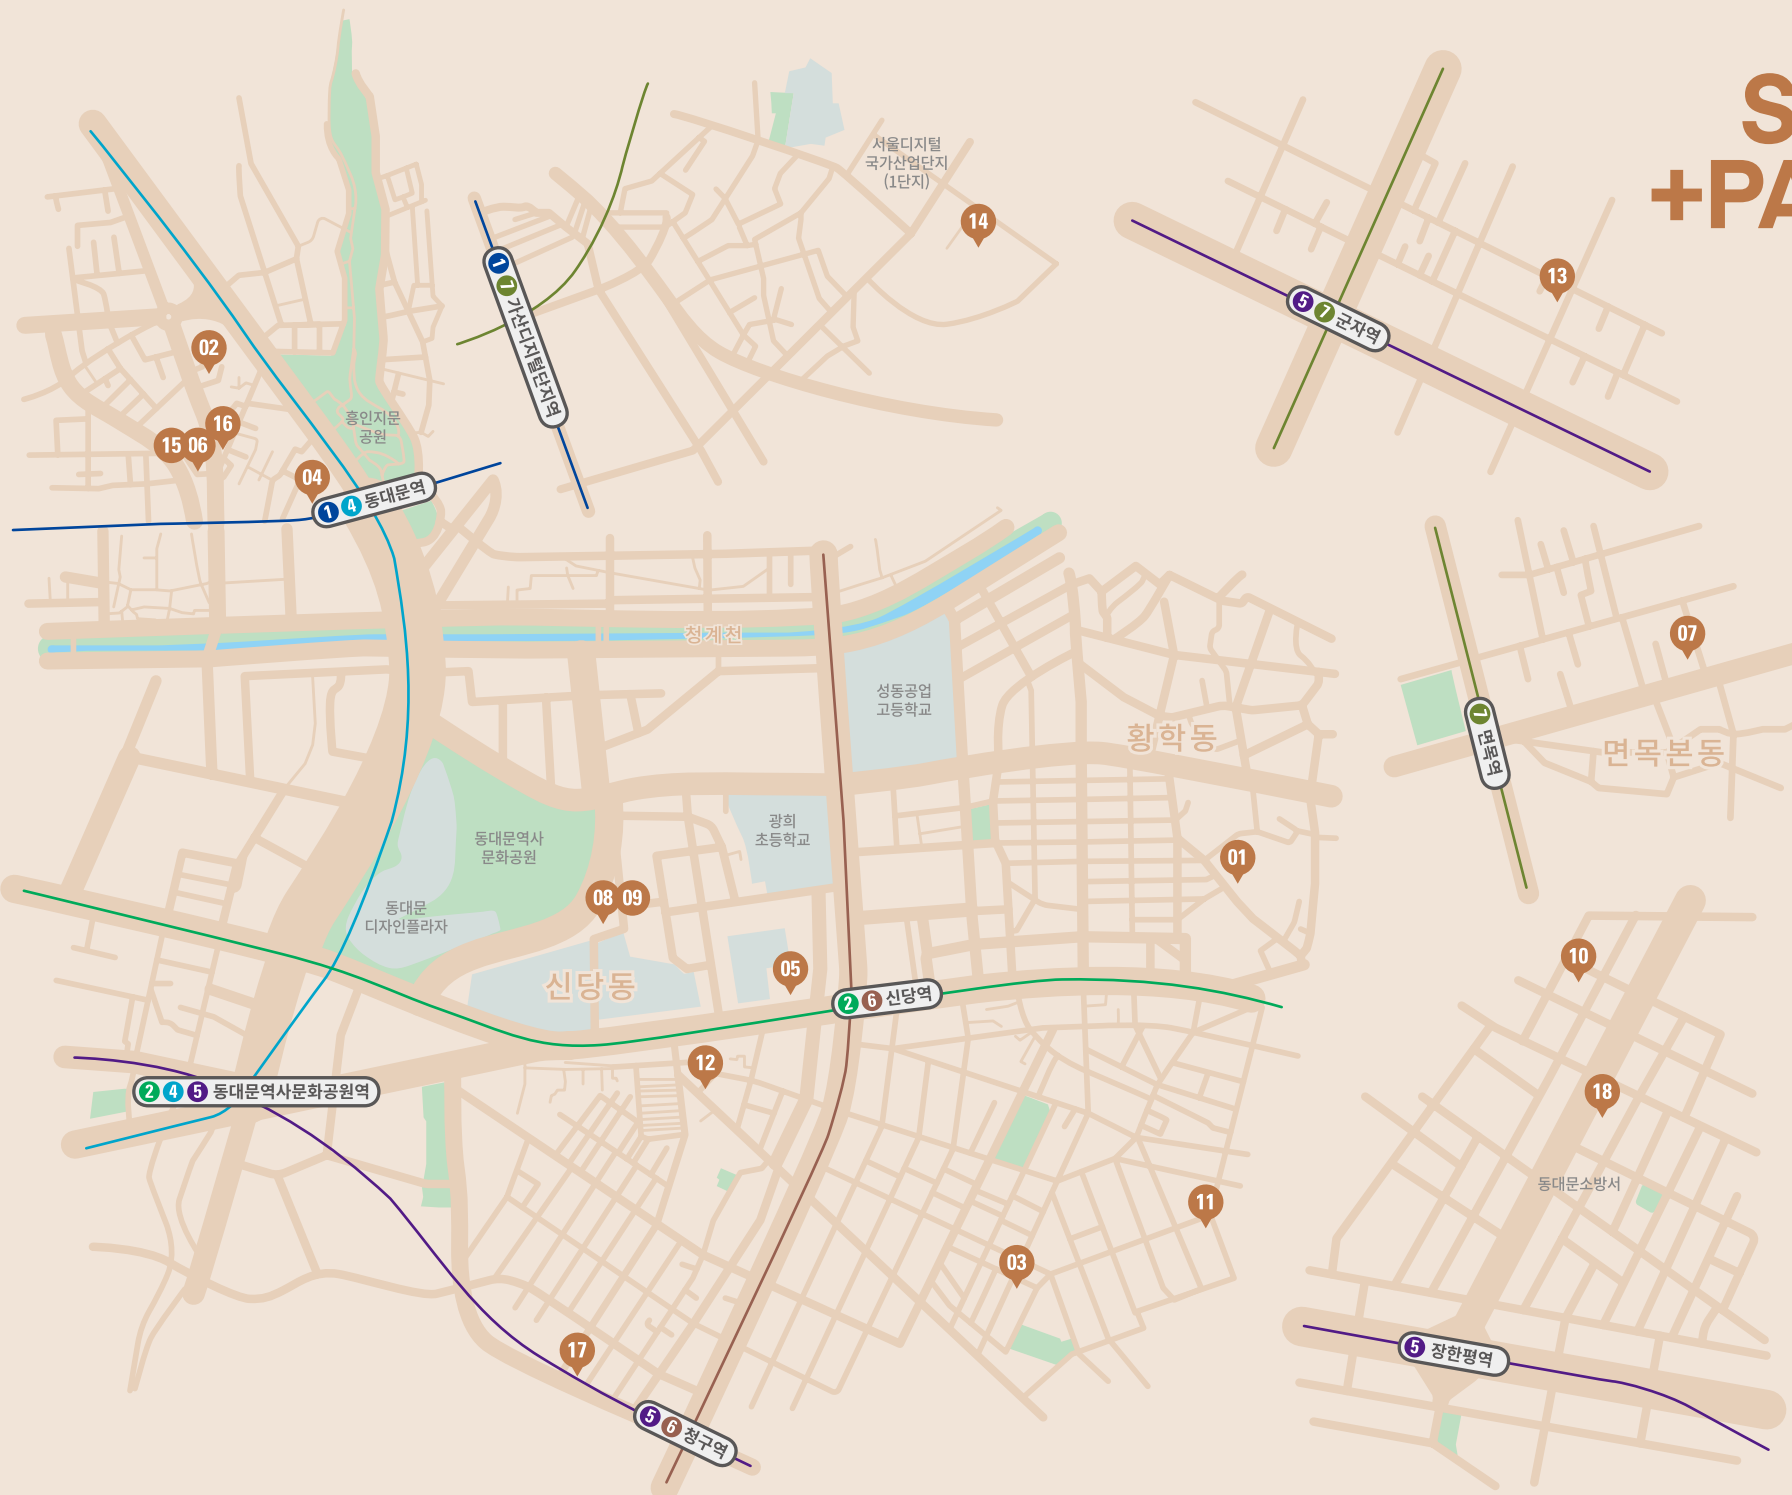 S
+PA
서울디지털
국가산업단지
(1단지)
14
13
1 7 가산디지털단지역
5 7 군자역
02
16
15 06
흥인지문
공원
04
1 4 동대문역
청계천
07
성동공업
고등학교
황학동
7 면목역
면목본동
동대문역사
문화공원
광희
초등학교
01
동대문
디자인플라자
08 09
신당동
05
2 6 신당역
10
12
2 4 5 동대문역사문화공원역
18
동대문소방서
11
03
17
5 장한평역
5 6 청구역